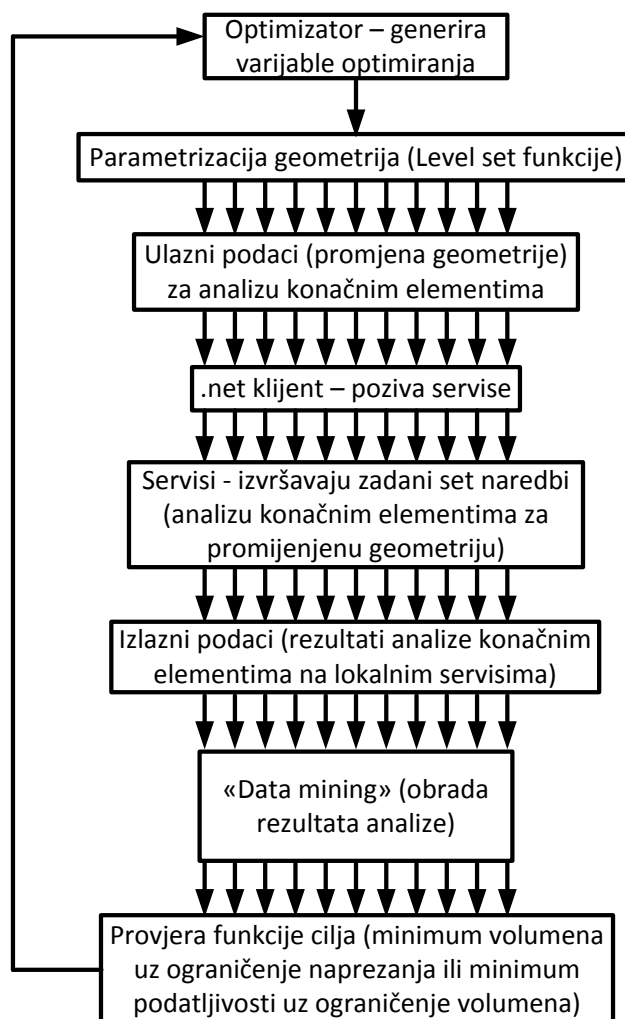 Optimizator – generira
varijable optimiranja
Parametrizacija geometrija (Level set funkcije)
Ulazni podaci (promjena geometrije)
za analizu konačnim elementima
.net klijent – poziva servise
Servisi - izvršavaju zadani set naredbi
(analizu konačnim elementima za
promijenjenu geometriju)
Izlazni podaci (rezultati analize konačnim
elementima na lokalnim servisima)
«Data mining» (obrada
rezultata analize)
Provjera funkcije cilja (minimum volumena
uz ograničenje naprezanja ili minimum
podatljivosti uz ograničenje volumena)